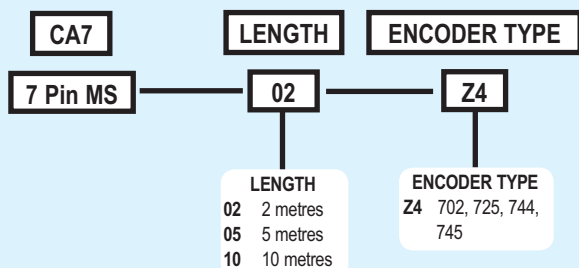 CA7 LENGTH ENCODER TYPE
7 Pin MS 02 Z4
LENGTH
02 2 metres
05 5 metres
10 10 metres
ENCODER TYPE
Z4 702, 725, 744,
745